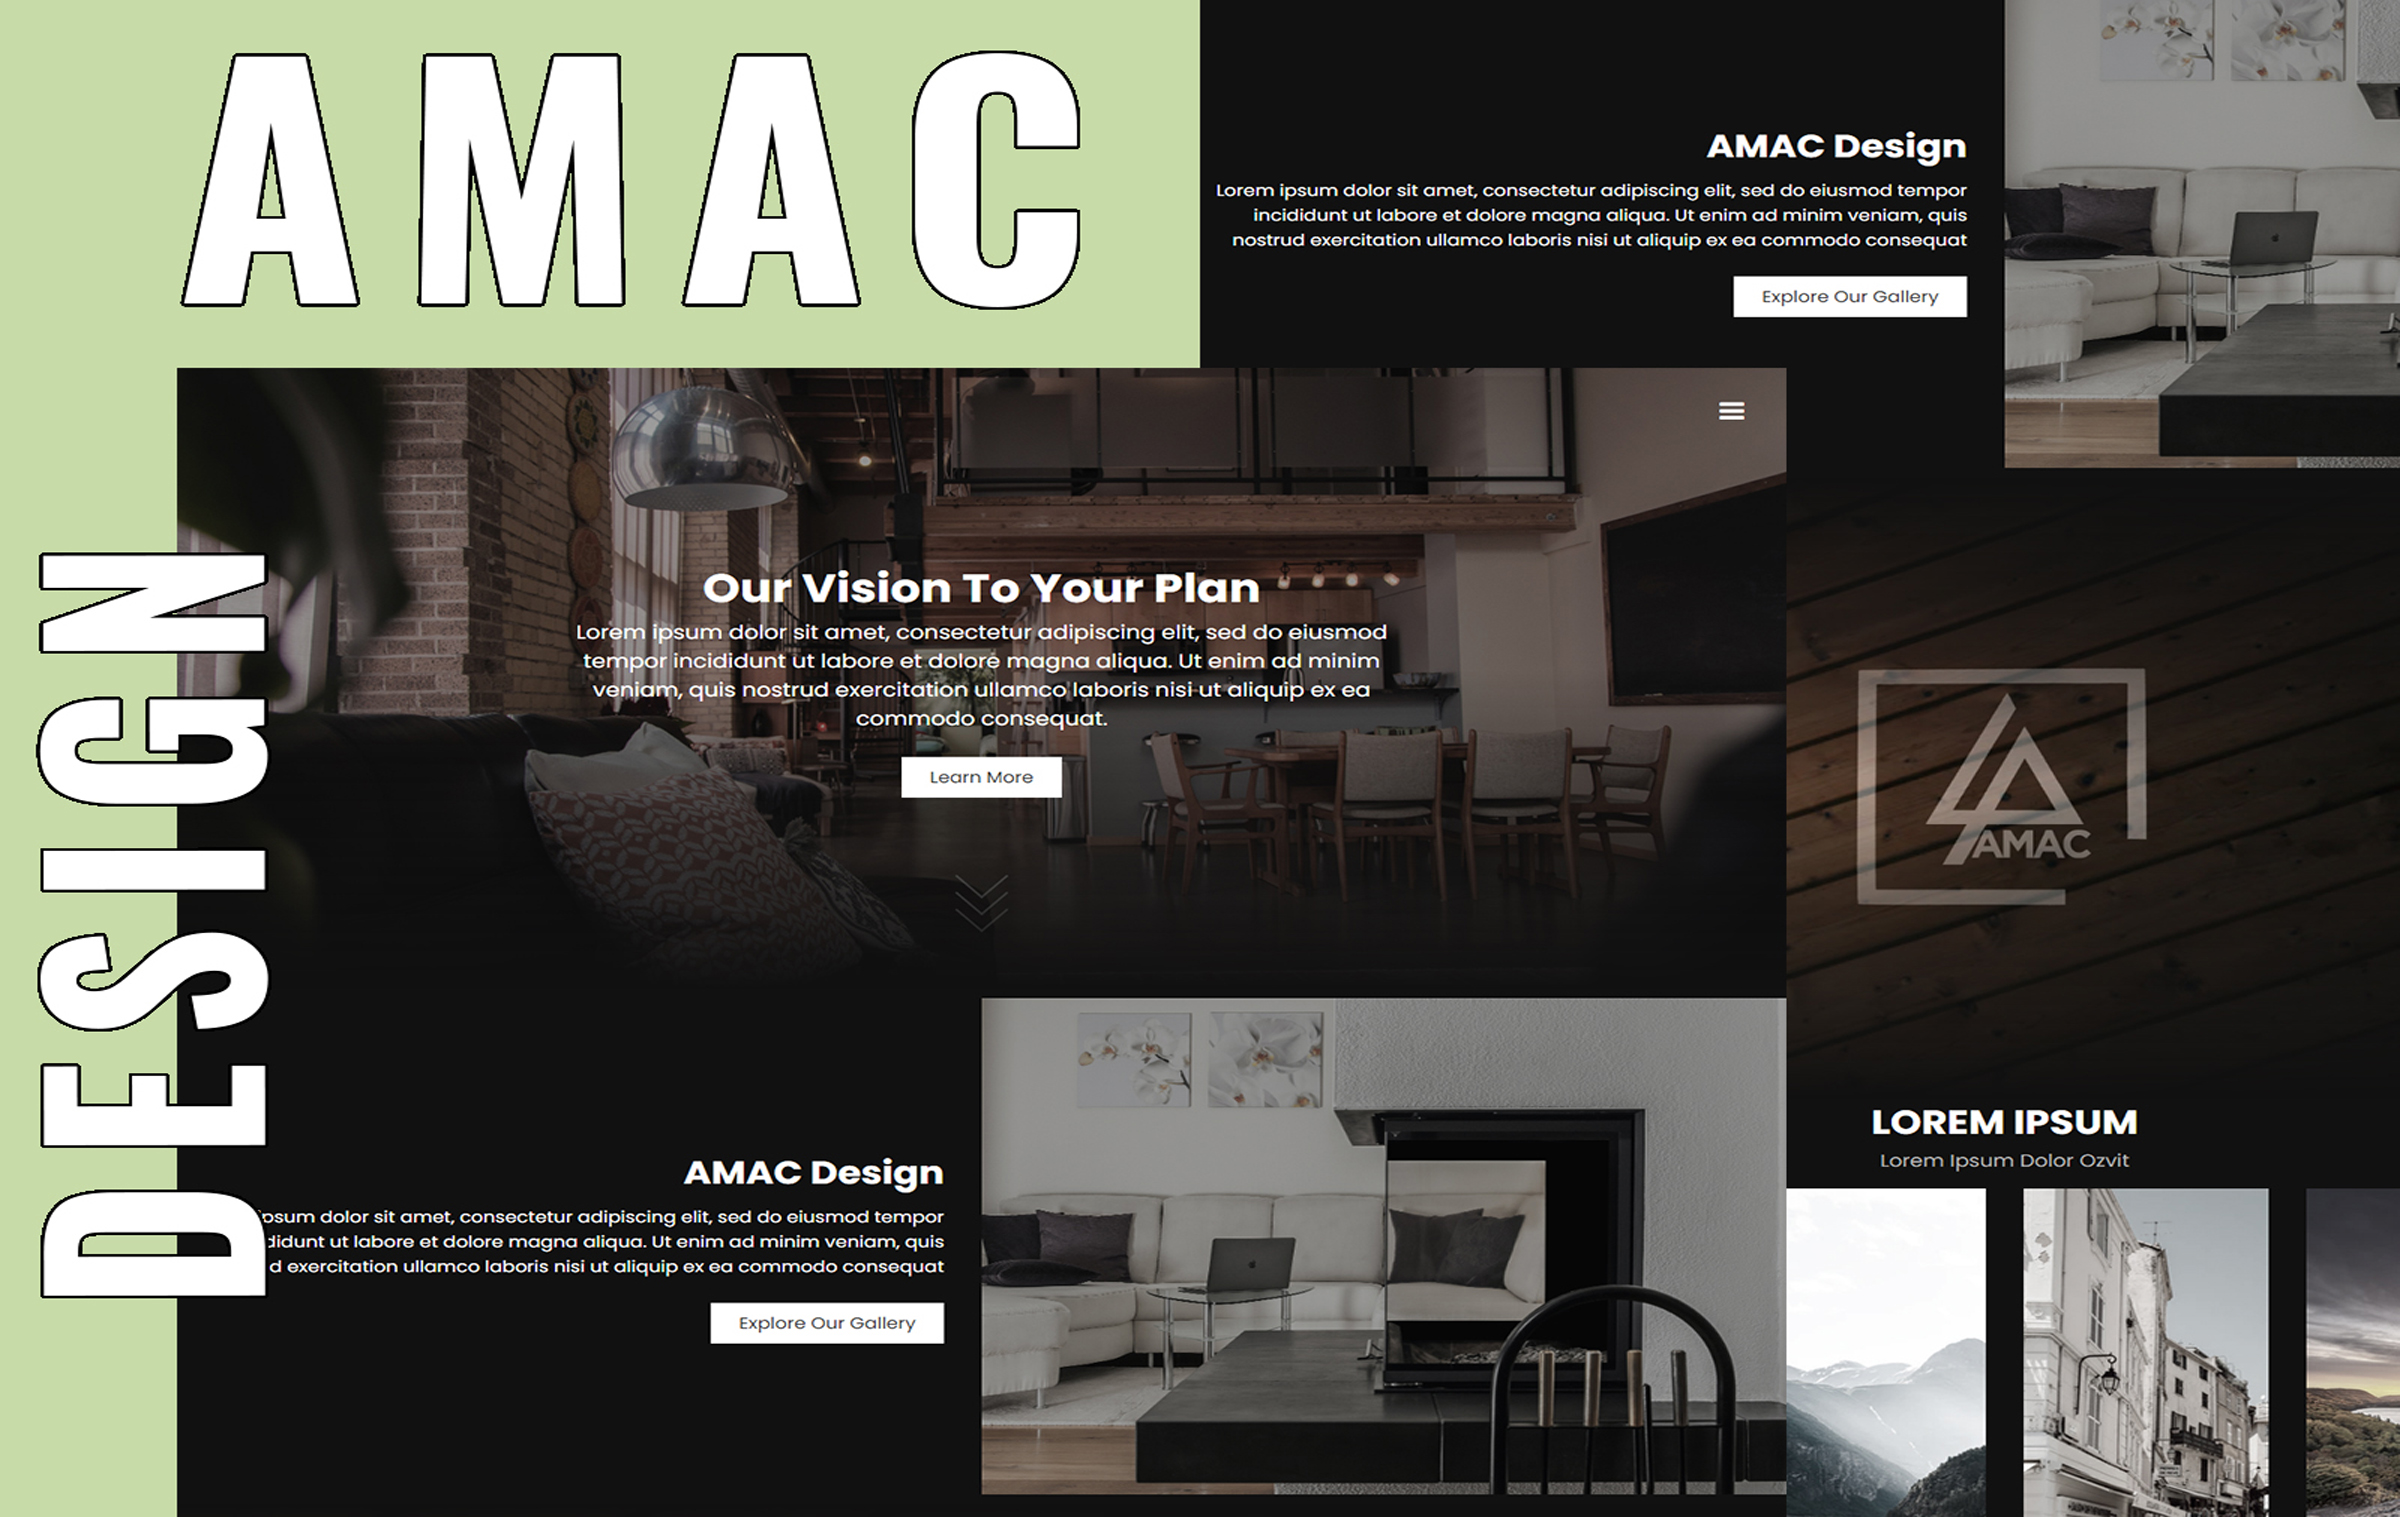 AMAC
DESIGN
AMAC Design
Lorem ipsum dolor sit amet, consectetur adipiscing elit, sed do eiusmod tempor
incididunt ut labore et dolore magna aliqua. Ut enim ad minim veniam, quis
nostrud exercitation ullamco laboris nisi ut aliquip ex ea commodo consequat
Explore Our Gallery
Our Vision To Your Plan
Lorem ipsum dolor sit amet, consectetur adipiscing elit, sed do eiusmod
tempor incididunt ut labore et dolore magna aliqua. Ut enim ad minim
veniam, quis nostrud exercitation ullamco laboris nisi ut aliquip ex ea
commodo consequat.
Learn More
AMAC
AMAC Design
psum dolor sit amet, consectetur adipiscing elit, sed do eiusmod tempor
didunt ut labore et dolore magna aliqua. Ut enim ad minim veniam, quis
d exercitation ullamco laboris nisi ut aliquip ex ea commodo consequat
Explore Our Gallery
LOREM IPSUM
Lorem Ipsum Dolor Ozvit